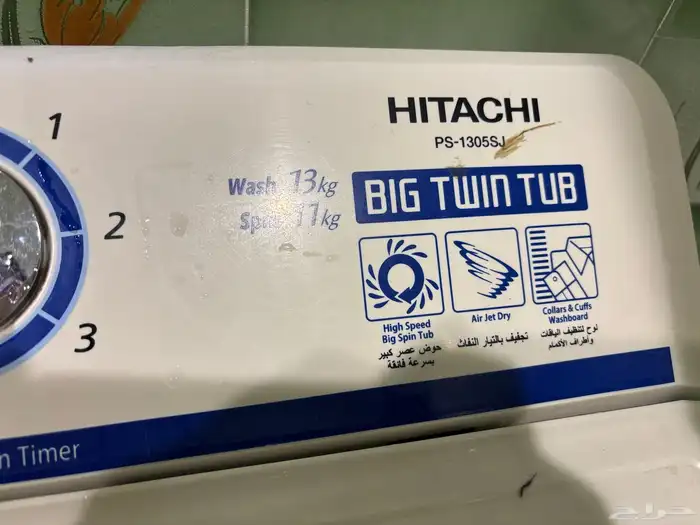 HITACHI
PS-1305SJ
1
Wash 13kg
Spin 11kg
BIG TWIN TUB
2
3
High Speed
Big Spin Tub
حوض عصر كبير
بسرعة فائقة
Air Jet Dry
تجفيف بالتيار النفاث
Collars & Cuffs
Washboard
لوح لتنظيف الياقات
وأطراف الأكمام
n Timer
حراج